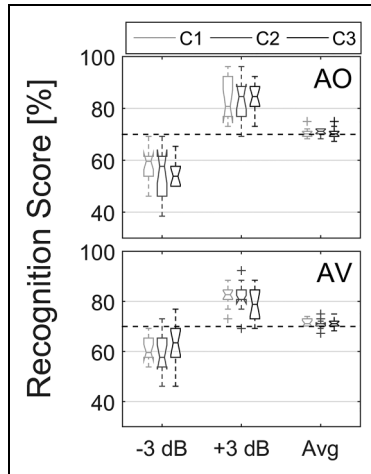 C1 C2 C3
Recognition Score [%]
100
AO
80
60
40
100
AV
80
60
40
-3 dB +3 dB Avg